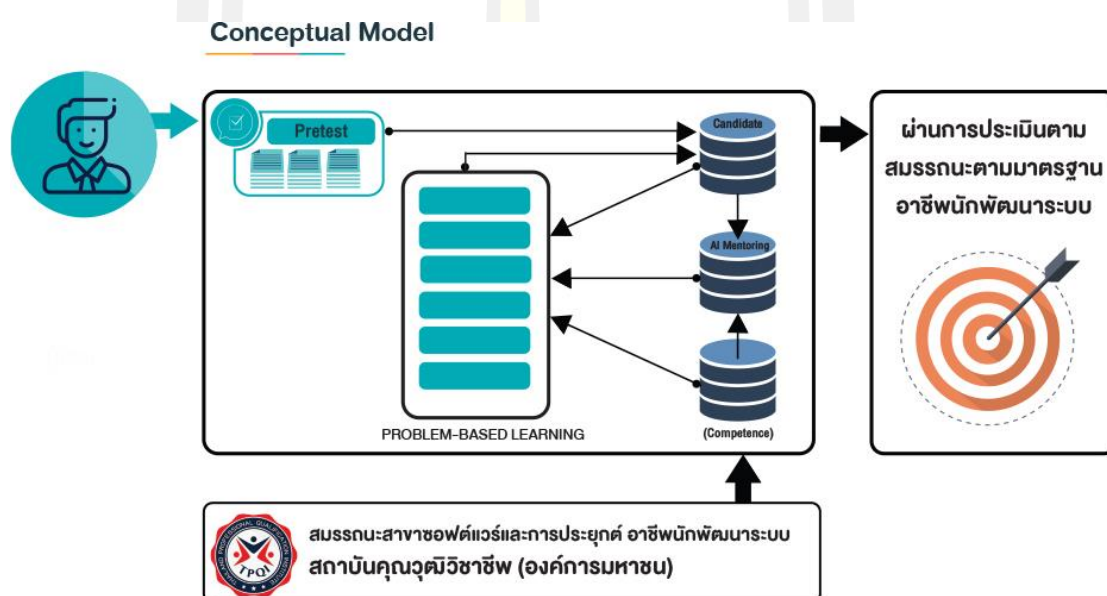 Conceptual Model
Pretest
Candidate
AI Mentoring
(Competence)
PROBLEM-BASED LEARNING
ผ่านการประเมินตาม
สมรรถนะตามมาตรฐาน
อาชีพนักพัฒนาระบบ
สมรรถนะสาขาซอฟต์แวร์และการประยุกต์ อาชีพนักพัฒนาระบบ
สถาบันคุณวุฒิวิชาชีพ (องค์การมหาชน)
THAILAND PROFESSIONAL QUALIFICATION INSTITUTE
TPQI